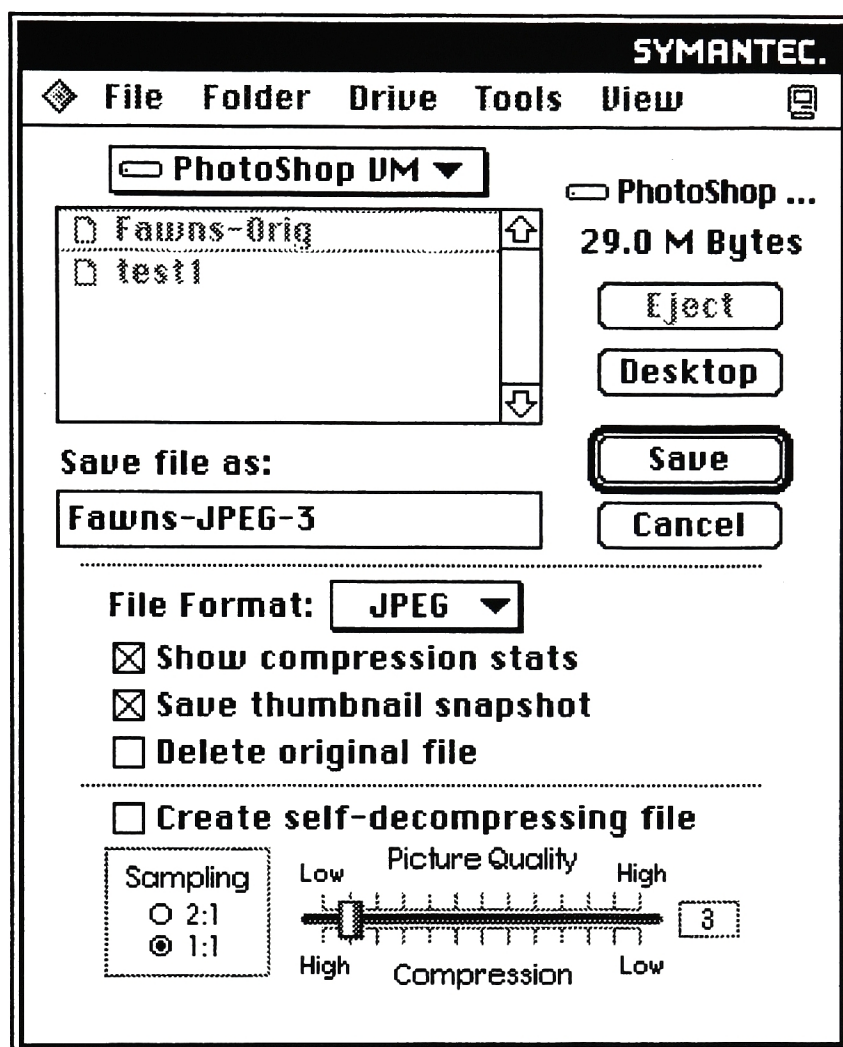 SYMANTEC.
File Folder Drive Tools View
PhotoShop VM
Fawns-Orig
test1
PhotoShop ...
29.0 M Bytes
Eject
Desktop
Save
Cancel
Save file as:
Fawns-JPEG-3
File Format: JPEG
Show compression stats
Save thumbnail snapshot
Delete original file
Create self-decompressing file
Sampling
2:1
1:1
Picture Quality
Low High
3
High Low
Compression